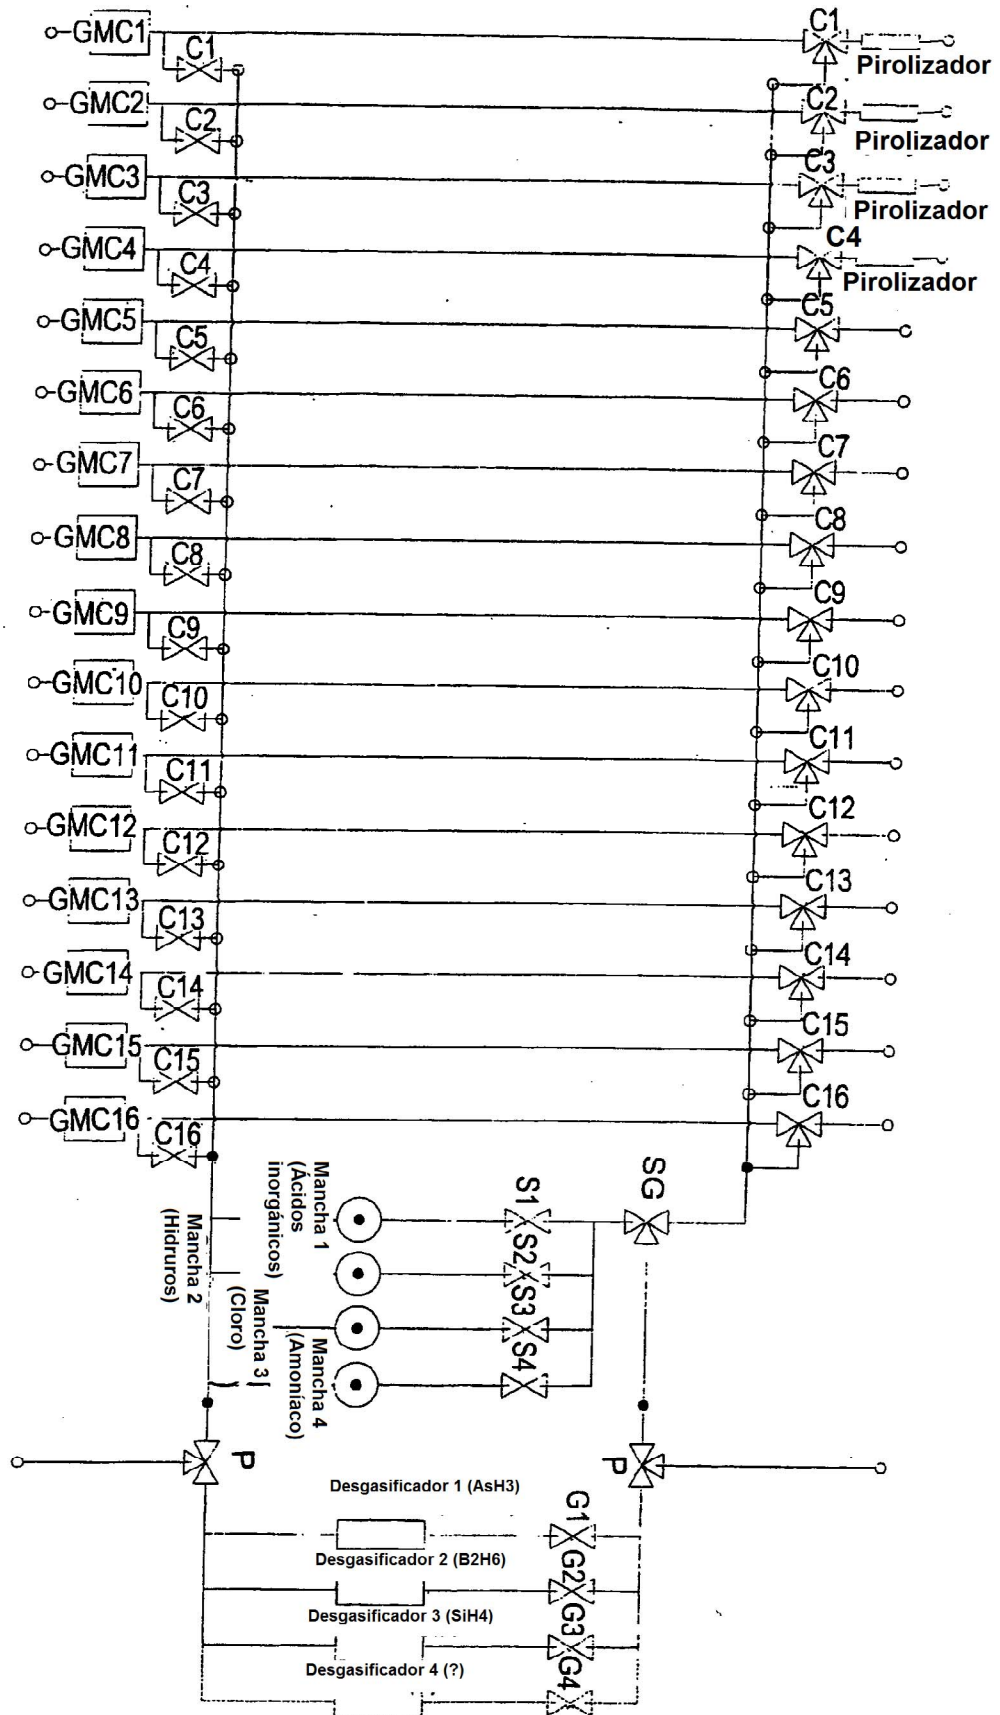 GMC1
C1
C1
Pirolizador
GMC2
C2
C2
Pirolizador
GMC3
C3
C3
Pirolizador
GMC4
C4
C4
Pirolizador
GMC5
C5
C5
GMC6
C6
C6
GMC7
C7
C7
GMC8
C8
C8
GMC9
C9
C9
GMC10
C10
C10
GMC11
C11
C11
GMC12
C12
C12
GMC13
C13
C13
GMC14
C14
C14
GMC15
C15
C15
GMC16
C16
C16
Mancha 1
(Ácidos
inorgánicos)
Mancha 2
(Hidruros)
Mancha 3
(Cloro)
Mancha 4
(Amoníaco)
S1
S2
S3
S4
SG
P
P
Desgasificador 1 (AsH3)
G1
Desgasificador 2 (B2H6)
G2
Desgasificador 3 (SiH4)
G3
Desgasificador 4 (?)
G4